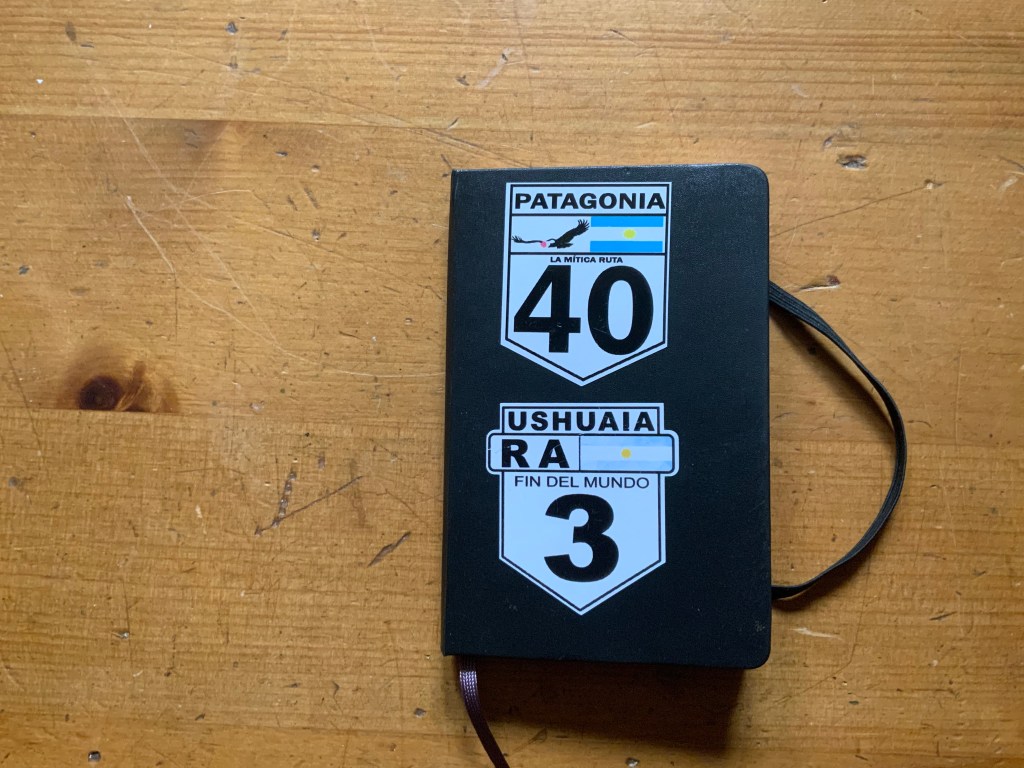 PATAGONIA
LA MÍTICA RUTA
40
USHUAIA
RA
FIN DEL MUNDO
3